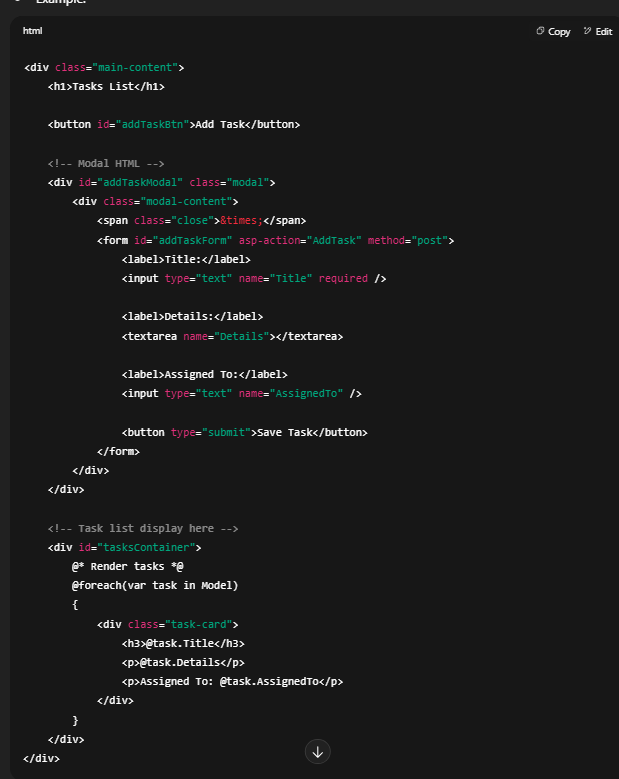 Example:
html
Copy
Edit
<div class="main-content">
<h1>Tasks List</h1>
<button id="addTaskBtn">Add Task</button>
<!-- Modal HTML -->
<div id="addTaskModal" class="modal">
<div class="modal-content">
<span class="close">&times;</span>
<form id="addTaskForm" asp-action="AddTask" method="post">
<label>Title:</label>
<input type="text" name="Title" required />
<label>Details:</label>
<textarea name="Details"></textarea>
<label>Assigned To:</label>
<input type="text" name="AssignedTo" />
<button type="submit">Save Task</button>
</form>
</div>
</div>
<!-- Task list display here -->
<div id="tasksContainer">
@* Render tasks *@
@foreach(var task in Model)
{
<div class="task-card">
<h3>@task.Title</h3>
<p>@task.Details</p>
<p>Assigned To: @task.AssignedTo</p>
</div>
}
</div>
</div>